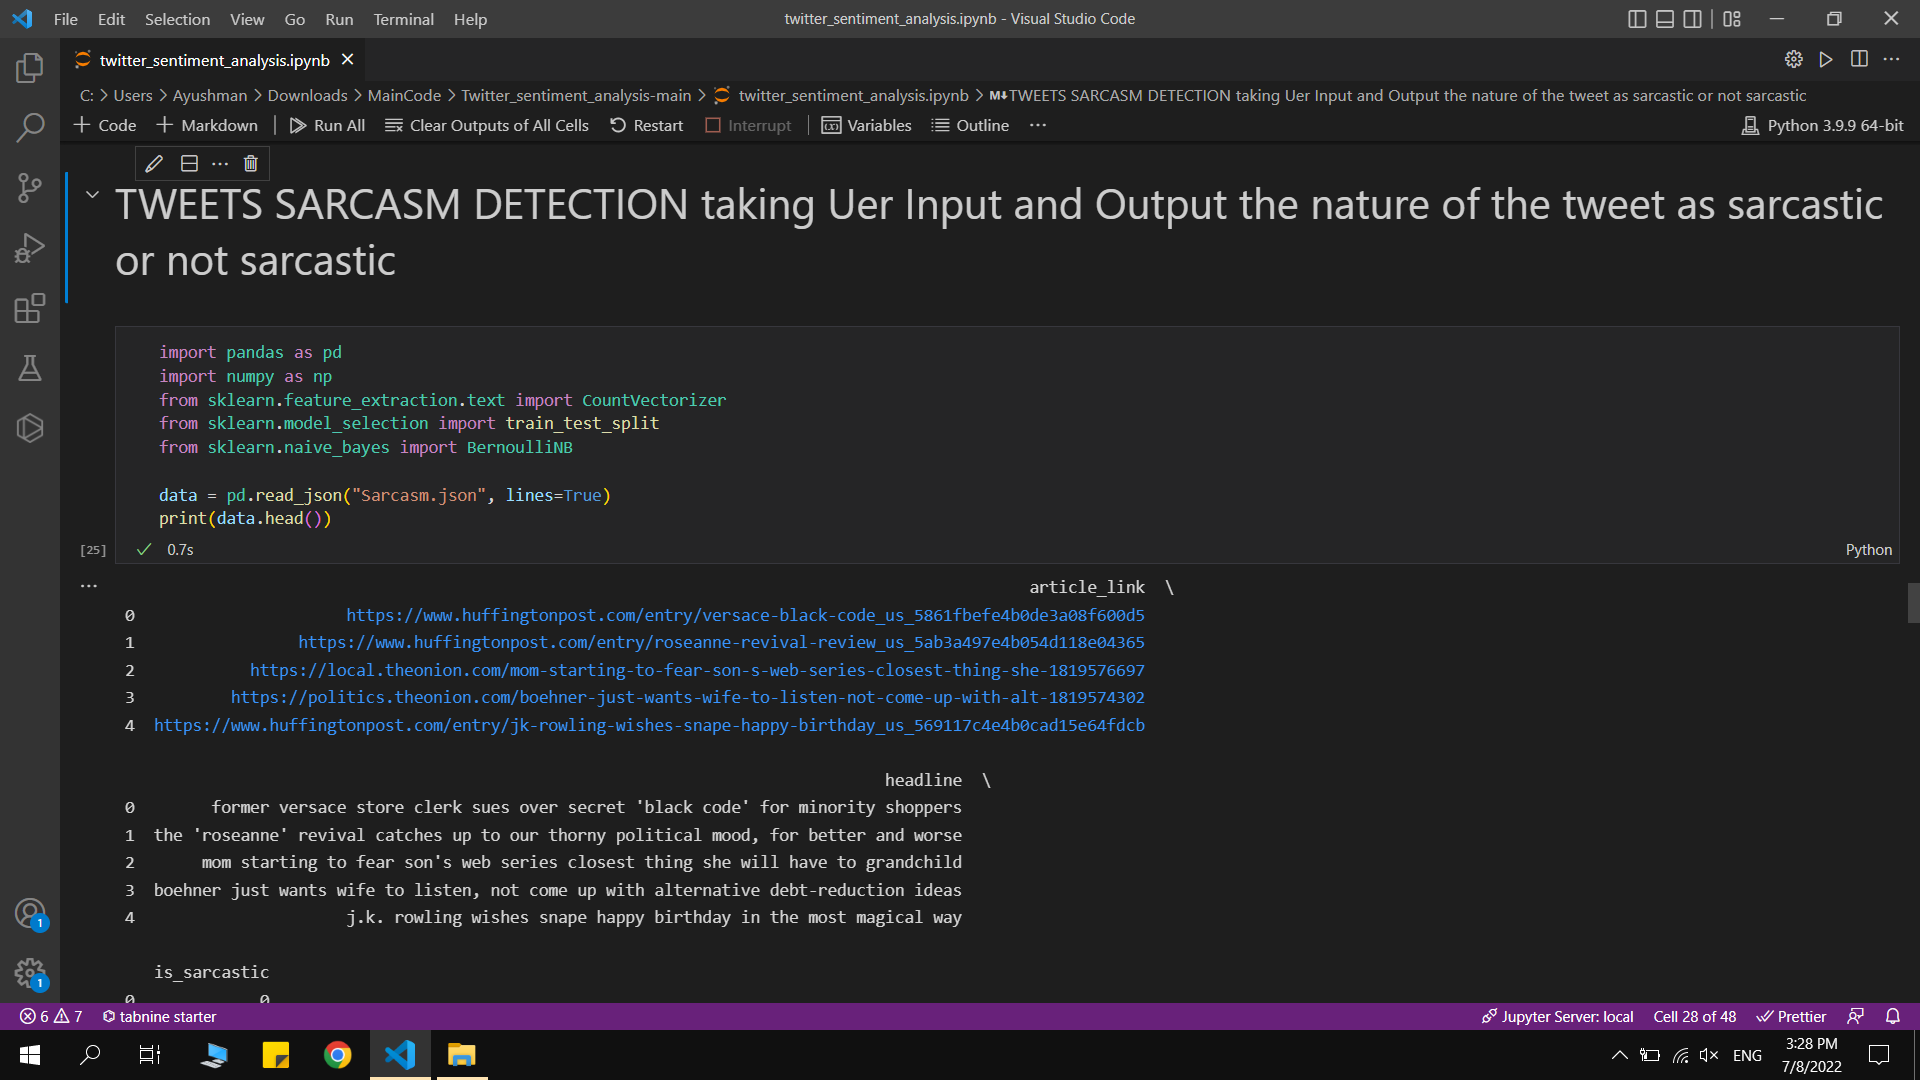 File Edit Selection View Go Run Terminal Help
twitter_sentiment_analysis.ipynb - Visual Studio Code
twitter_sentiment_analysis.ipynb
C: > Users > Ayushman > Downloads > MainCode > Twitter_sentiment_analysis-main > twitter_sentiment_analysis.ipynb > M↓TWEETS SARCASM DETECTION taking Uer Input and Output the nature of the tweet as sarcastic or not sarcastic
+ Code + Markdown | Run All Clear Outputs of All Cells Restart Interrupt | Variables Outline ... Python 3.9.9 64-bit
TWEETS SARCASM DETECTION taking Uer Input and Output the nature of the tweet as sarcastic
or not sarcastic
import pandas as pd
import numpy as np
from sklearn.feature_extraction.text import CountVectorizer
from sklearn.model_selection import train_test_split
from sklearn.naive_bayes import BernoulliNB
data = pd.read_json("Sarcasm.json", lines=True)
print(data.head())
[25] 0.7s Python
... article_link \
0 https://www.huffingtonpost.com/entry/versace-black-code_us_5861fbefe4b0de3a08f600d5
1 https://www.huffingtonpost.com/entry/roseanne-revival-review_us_5ab3a497e4b054d118e04365
2 https://local.theonion.com/mom-starting-to-fear-son-s-web-series-closest-thing-she-1819576697
3 https://politics.theonion.com/boehner-just-wants-wife-to-listen-not-come-up-with-alt-1819574302
4 https://www.huffingtonpost.com/entry/jk-rowling-wishes-snape-happy-birthday_us_569117c4e4b0cad15e64fdcb
headline \
0 former versace store clerk sues over secret 'black code' for minority shoppers
1 the 'roseanne' revival catches up to our thorny political mood, for better and worse
2 mom starting to fear son's web series closest thing she will have to grandchild
3 boehner just wants wife to listen, not come up with alternative debt-reduction ideas
4 j.k. rowling wishes snape happy birthday in the most magical way
is_sarcastic
0 0
1
1
6 7 tabnine starter Jupyter Server: local Cell 28 of 48 Prettier
ENG
3:28 PM
7/8/2022